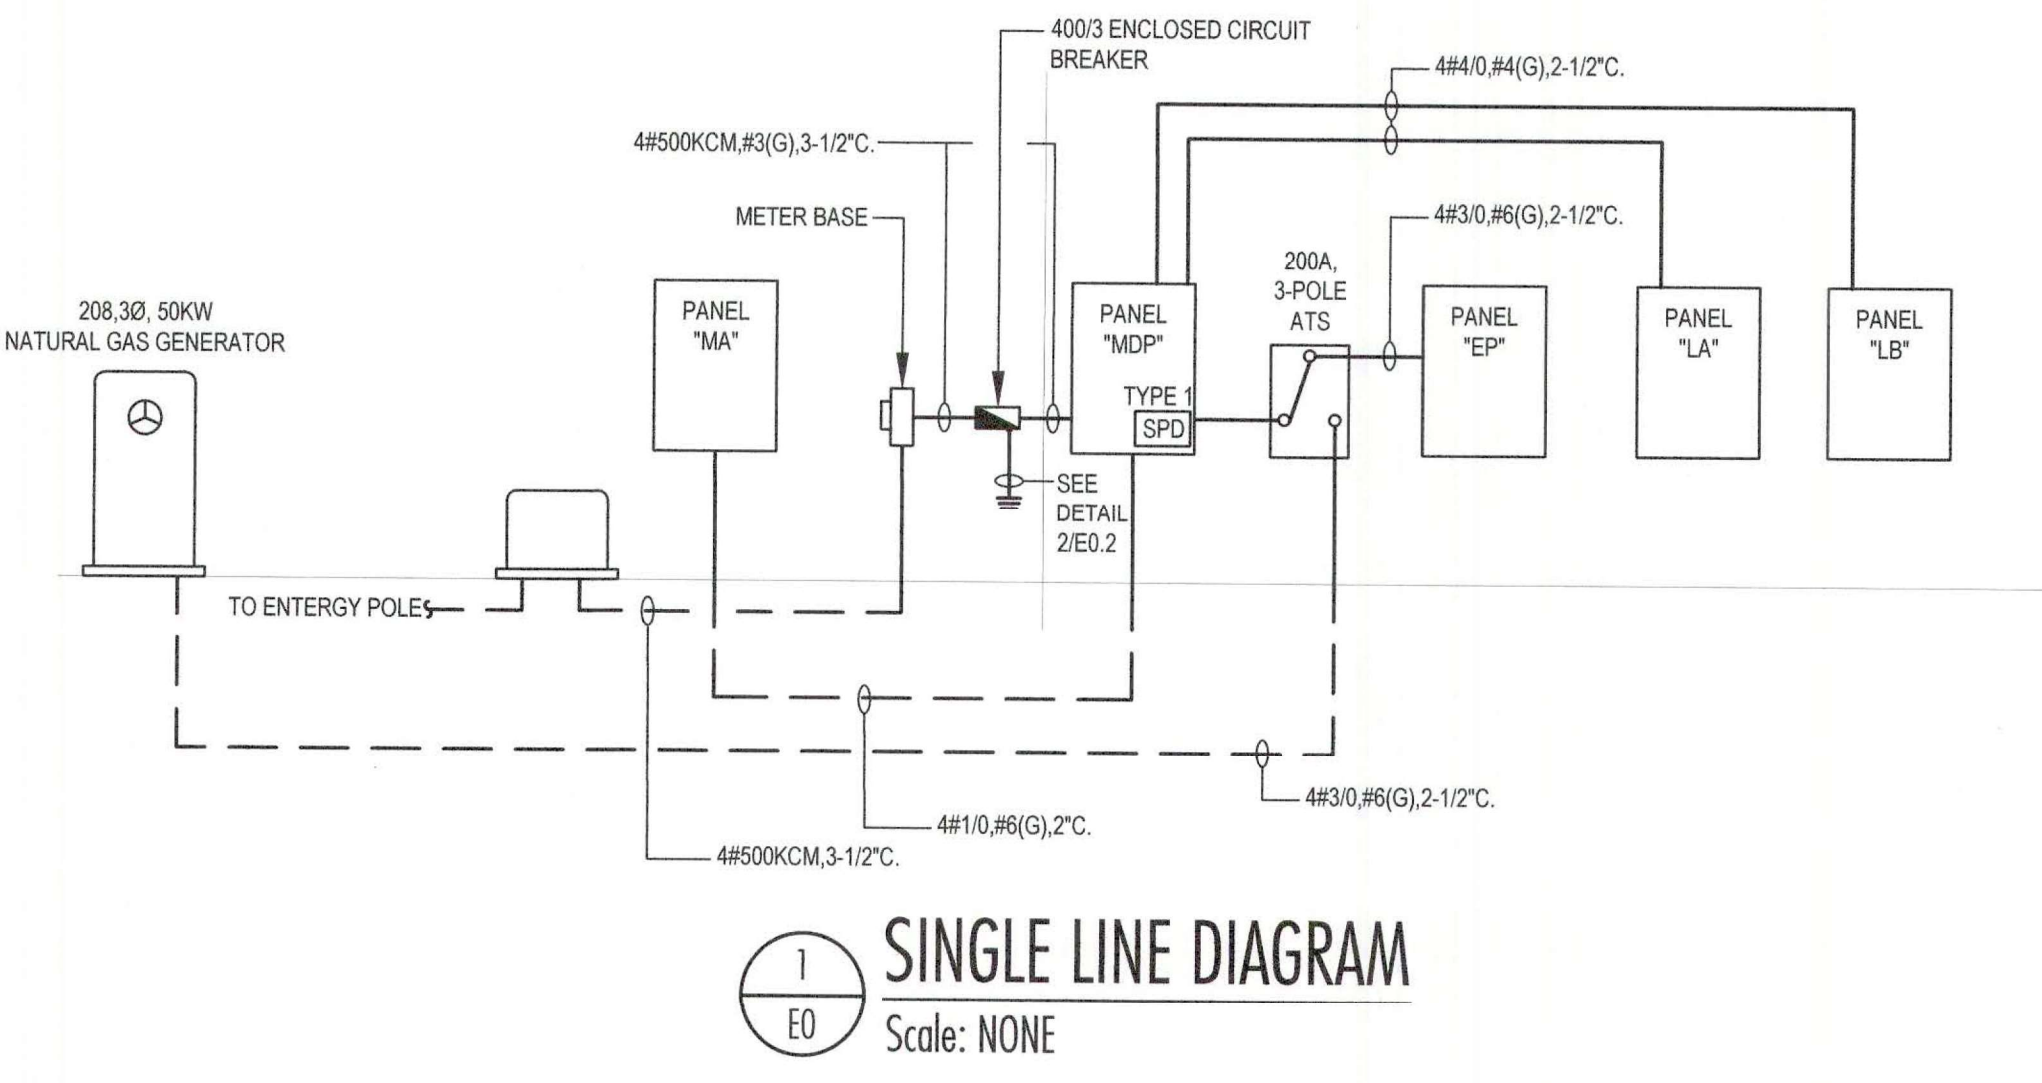 400/3 ENCLOSED CIRCUIT
BREAKER
4#4/0,#4(G),2-1/2"C.
4#500KCM,#3(G),3-1/2"C.
METER BASE
4#3/0,#6(G),2-1/2"C.
200A,
3-POLE
ATS
208,3Ø, 50KW
NATURAL GAS GENERATOR
PANEL
"MA"
PANEL
"MDP"
TYPE 1
SPD
PANEL
"EP"
PANEL
"LA"
PANEL
"LB"
SEE
DETAIL
2/E0.2
TO ENTERGY POLE
4#3/0,#6(G),2-1/2"C.
4#1/0,#6(G),2"C.
4#500KCM,3-1/2"C.
1
E0
SINGLE LINE DIAGRAM
Scale: NONE